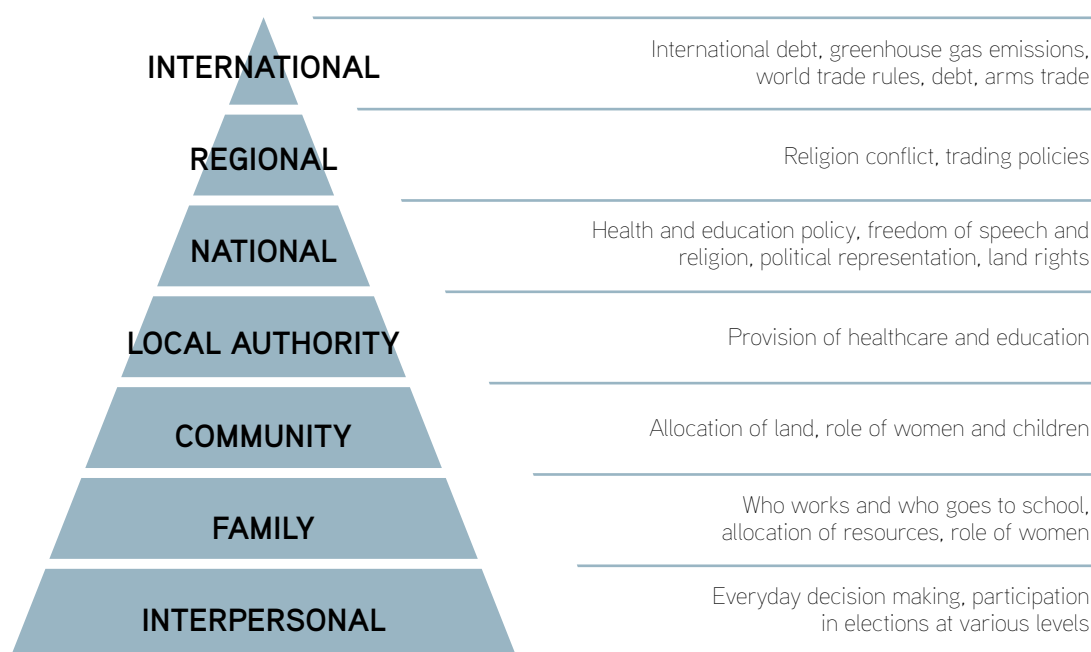 INTERNATIONAL
International debt, greenhouse gas emissions,
world trade rules, debt, arms trade
REGIONAL
Religion conflict, trading policies
NATIONAL
Health and education policy, freedom of speech and
religion, political representation, land rights
LOCAL AUTHORITY
Provision of healthcare and education
COMMUNITY
Allocation of land, role of women and children
FAMILY
Who works and who goes to school,
allocation of resources, role of women
INTERPERSONAL
Everyday decision making, participation
in elections at various levels